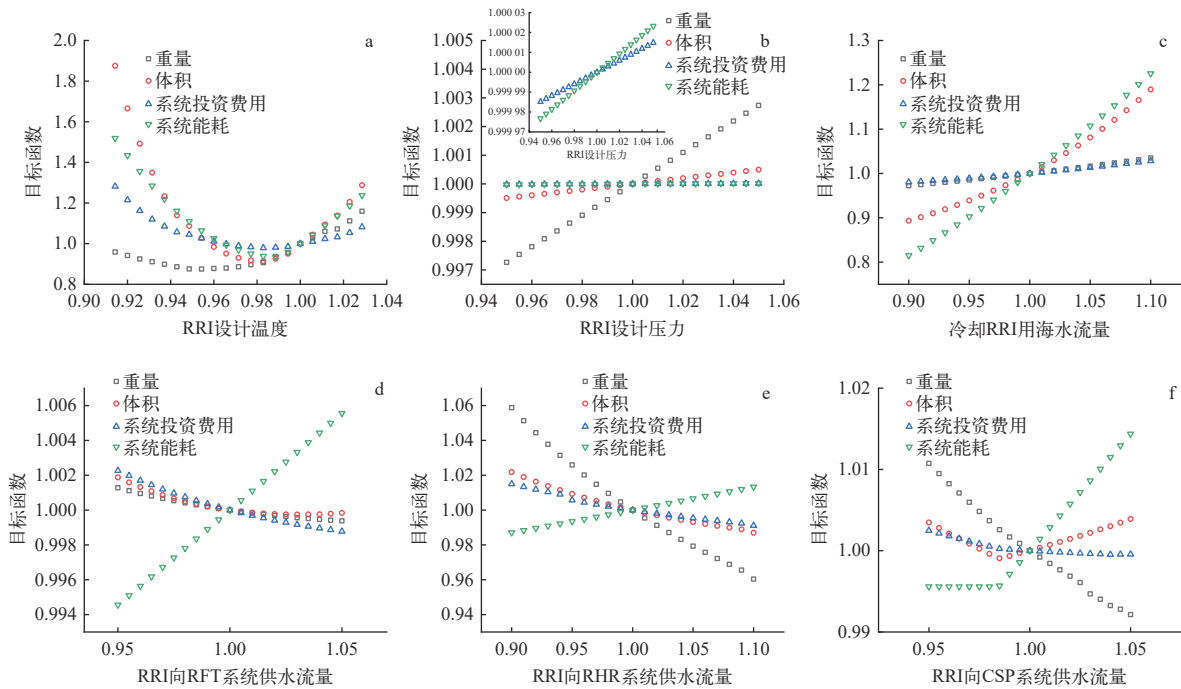 a
重量
体积
系统投资费用
系统能耗
目标函数
2.0
1.8
1.6
1.4
1.2
1.0
0.8
0.90 0.92 0.94 0.96 0.98 1.00 1.02 1.04
RRI设计温度
b
重量
体积
系统投资费用
系统能耗
目标函数
1.005
1.004
1.003
1.002
1.001
1.000
0.999
0.998
0.997
0.94 0.96 0.98 1.00 1.02 1.04 1.06
RRI设计压力
1.000 03
1.000 02
1.000 01
1.000 00
0.999 99
0.999 98
0.999 97
0.94 0.96 0.98 1.00 1.02 1.04 1.06
RRI设计压力
c
重量
体积
系统投资费用
系统能耗
目标函数
1.3
1.2
1.1
1.0
0.9
0.8
0.90 0.95 1.00 1.05 1.10
冷却RRI用海水流量
d
重量
体积
系统投资费用
系统能耗
目标函数
1.006
1.004
1.002
1.000
0.998
0.996
0.994
0.95 1.00 1.05
RRI向RFT系统供水流量
e
重量
体积
系统投资费用
系统能耗
目标函数
1.06
1.04
1.02
1.00
0.98
0.96
0.94
0.90 0.95 1.00 1.05 1.10
RRI向RHR系统供水流量
f
重量
体积
系统投资费用
系统能耗
目标函数
1.02
1.01
1.00
0.99
0.95 1.00 1.05
RRI向CSP系统供水流量